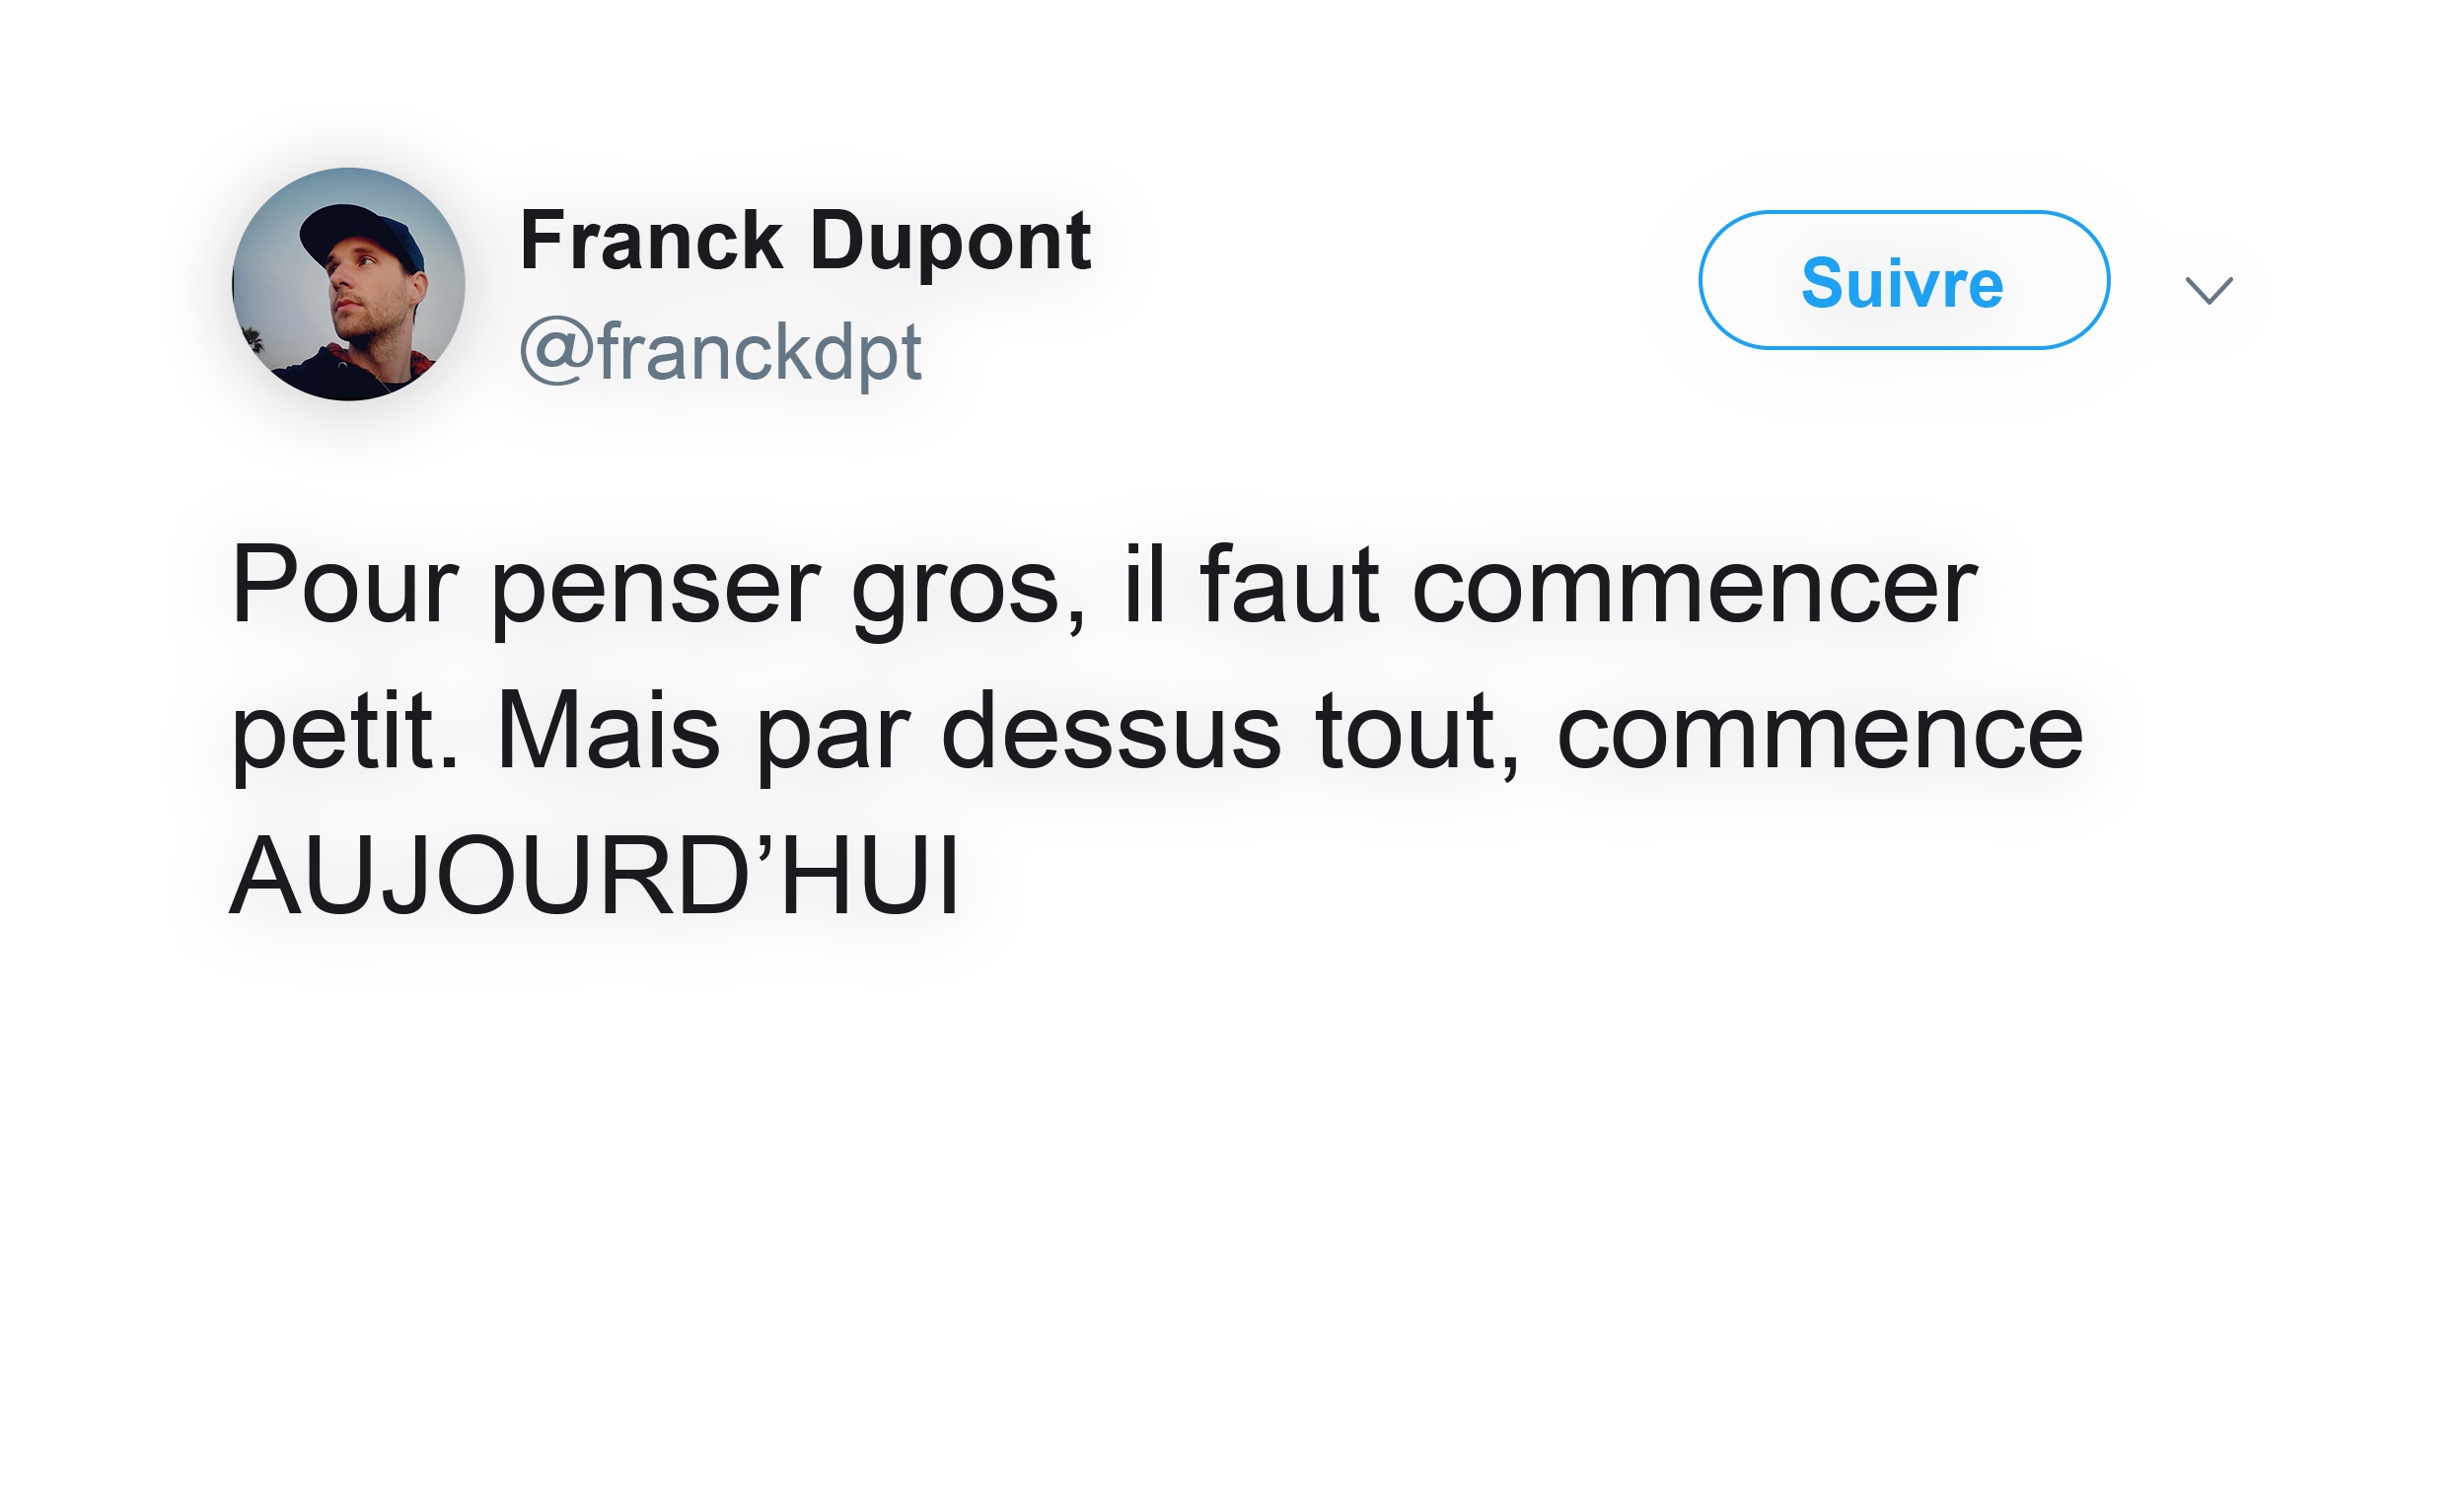 Franck Dupont
@franckdpt
Suivre
Pour penser gros, il faut commencer
petit. Mais par dessus tout, commence
AUJOURD’HUI